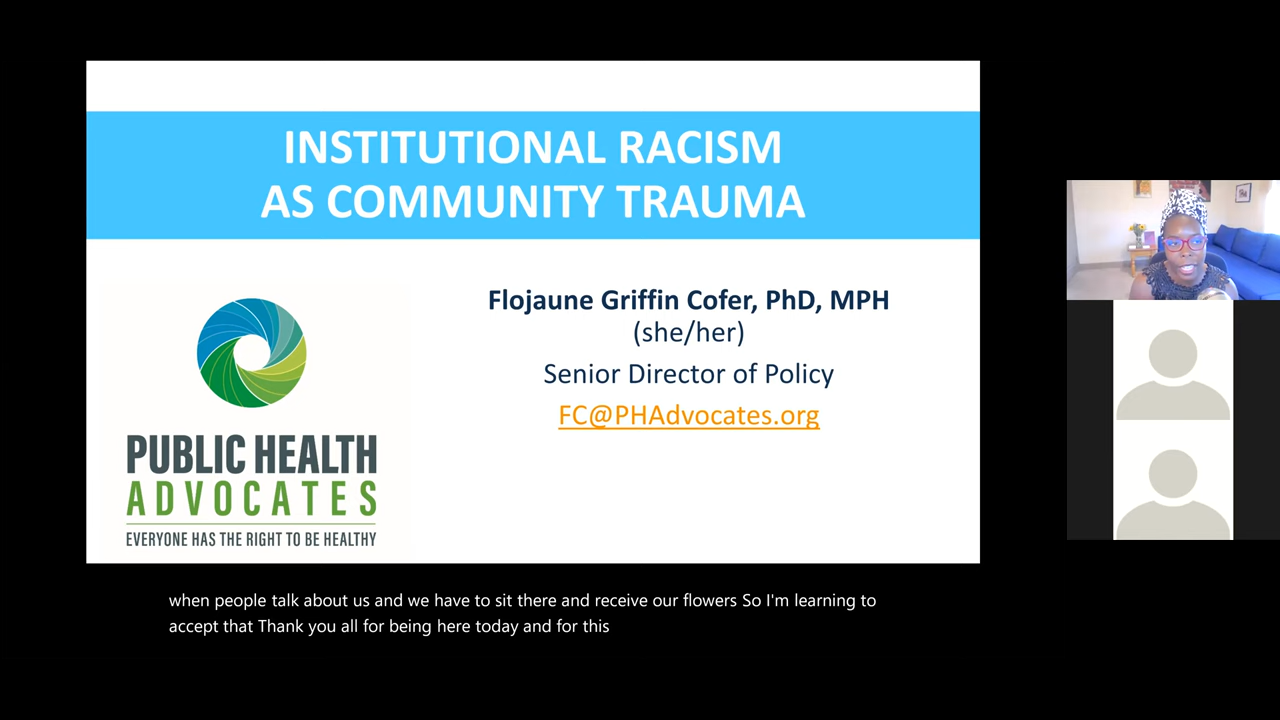 INSTITUTIONAL RACISM
AS COMMUNITY TRAUMA
Flojaune Griffin Cofer, PhD, MPH
(she/her)
Senior Director of Policy
FC@PHAdvocates.org
PUBLIC HEALTH
ADVOCATES
EVERYONE HAS THE RIGHT TO BE HEALTHY
when people talk about us and we have to sit there and receive our flowers So I'm learning to
accept that Thank you all for being here today and for this